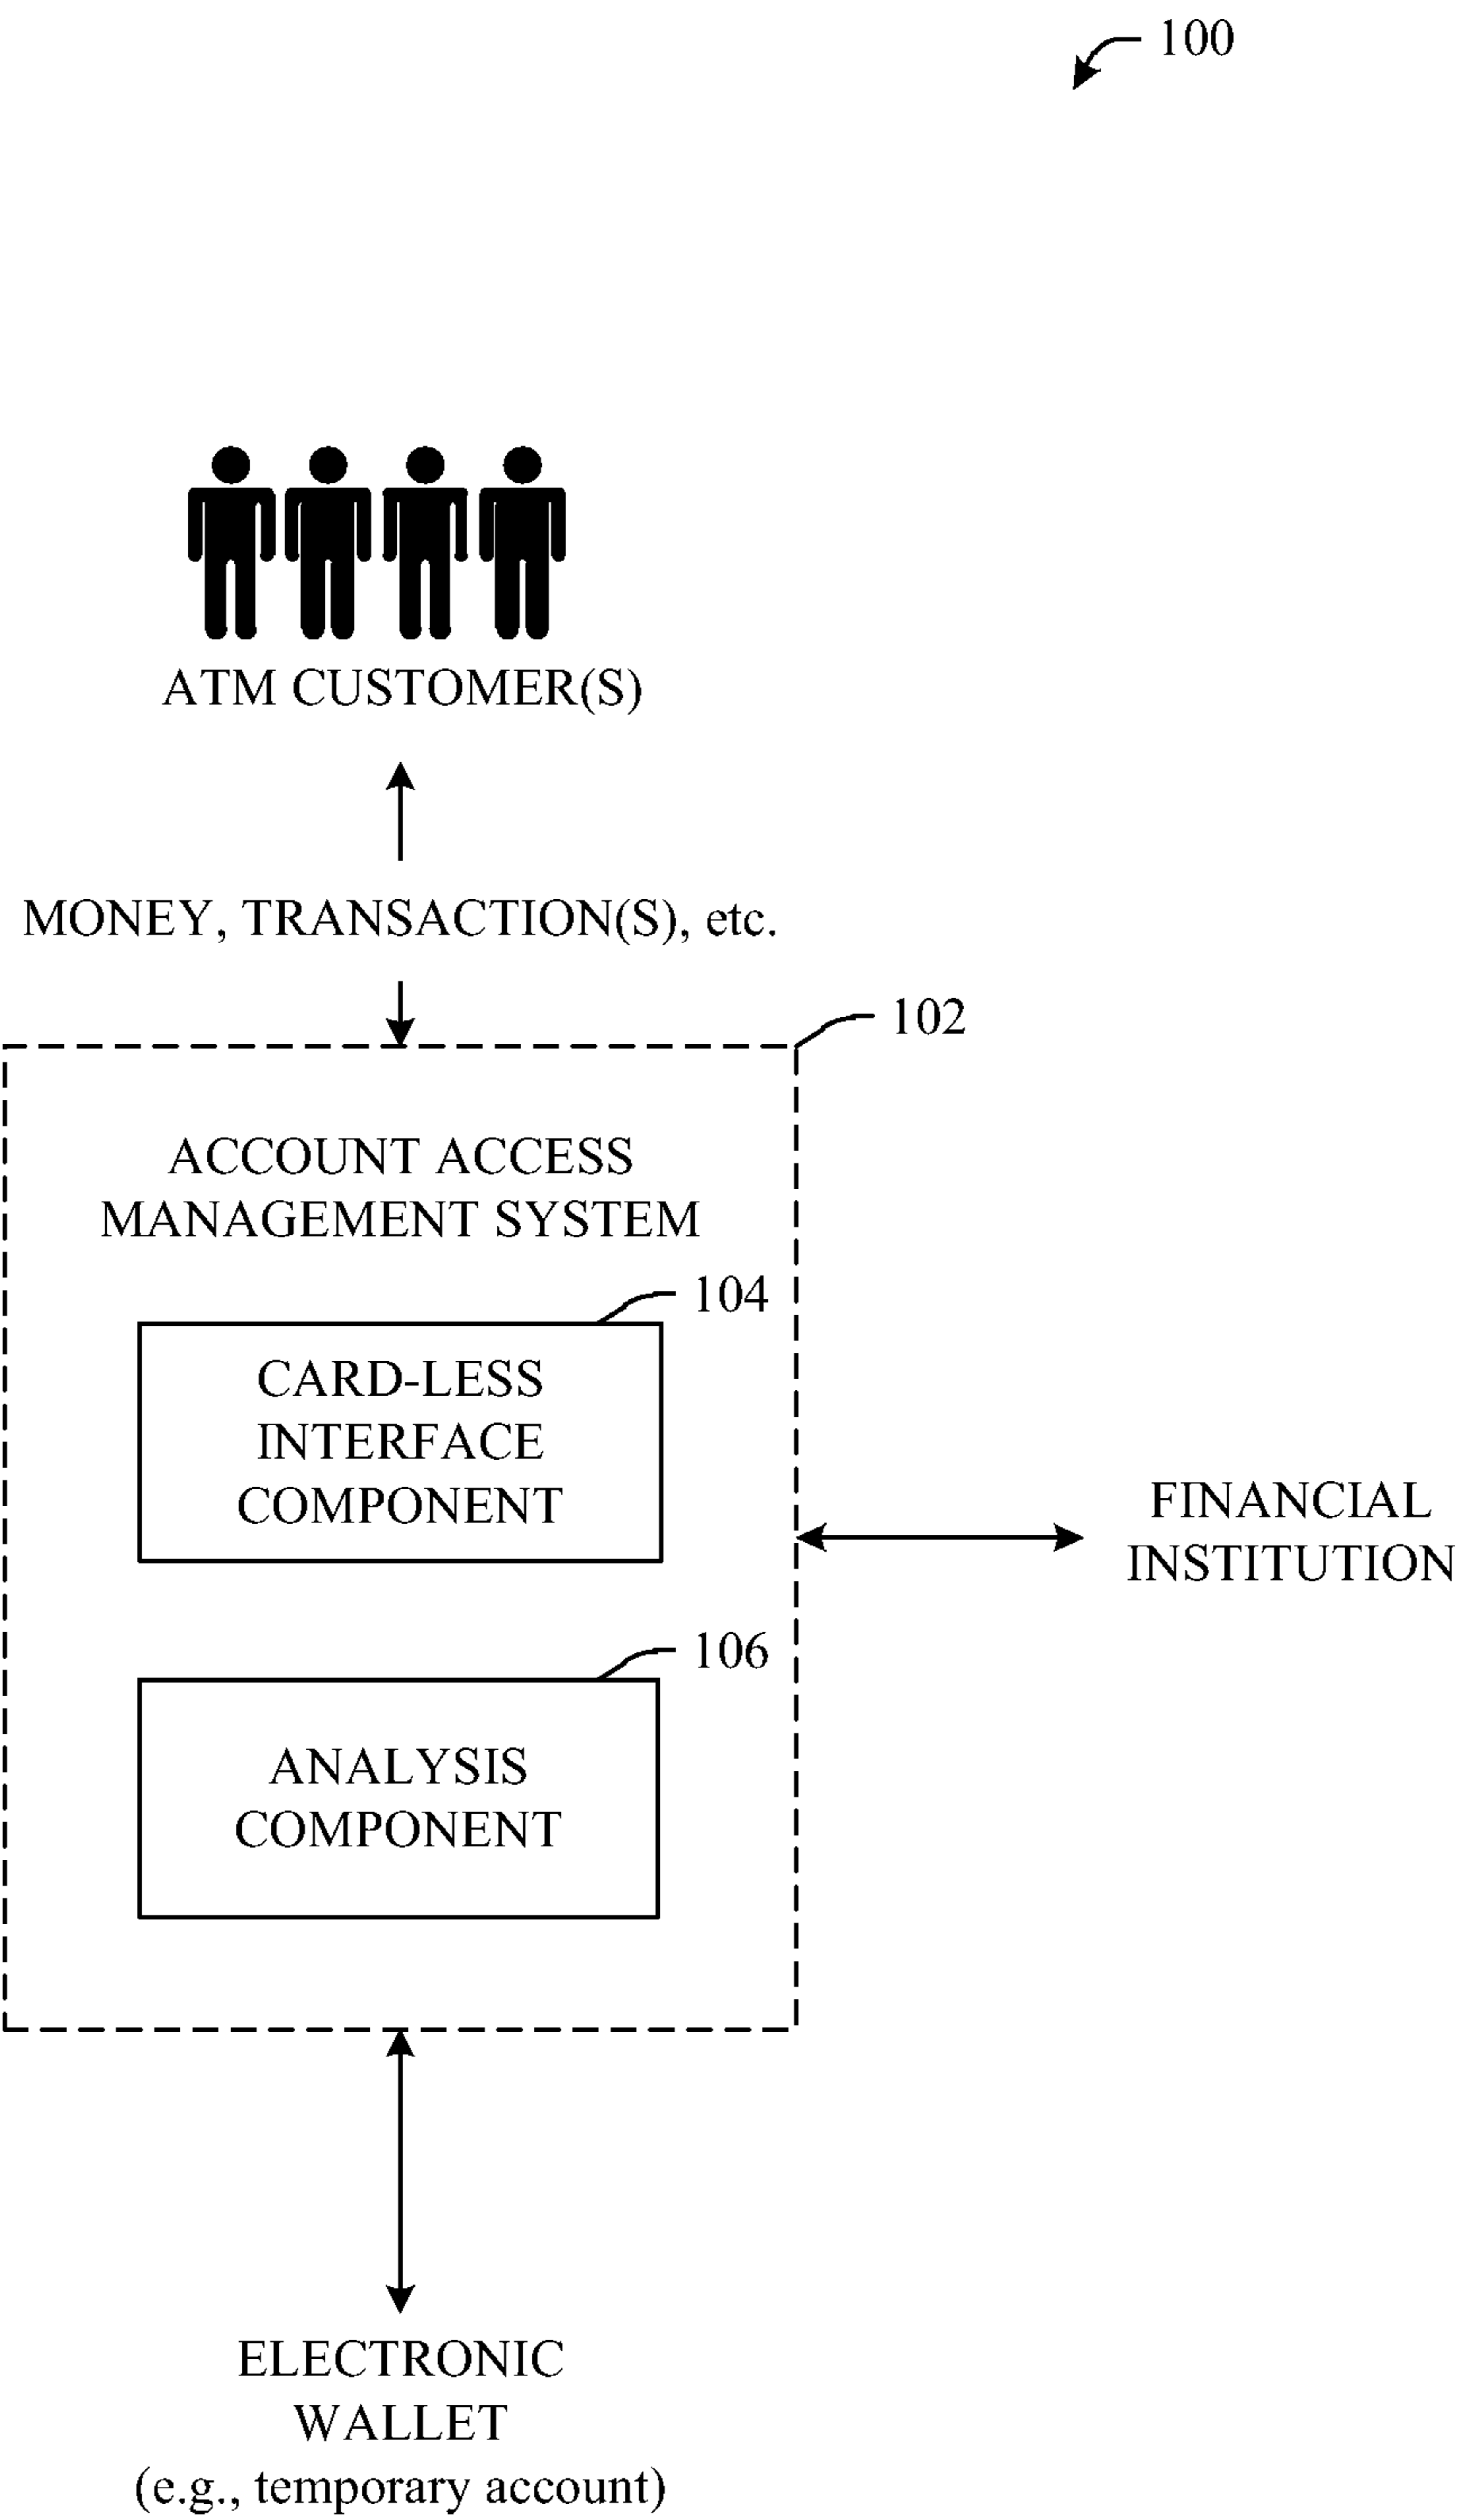 100
ATM CUSTOMER(S)
MONEY, TRANSACTION(S), etc.
102
ACCOUNT ACCESS
MANAGEMENT SYSTEM
104
CARD-LESS
INTERFACE
COMPONENT
FINANCIAL
INSTITUTION
106
ANALYSIS
COMPONENT
ELECTRONIC
WALLET
(e.g., temporary account)